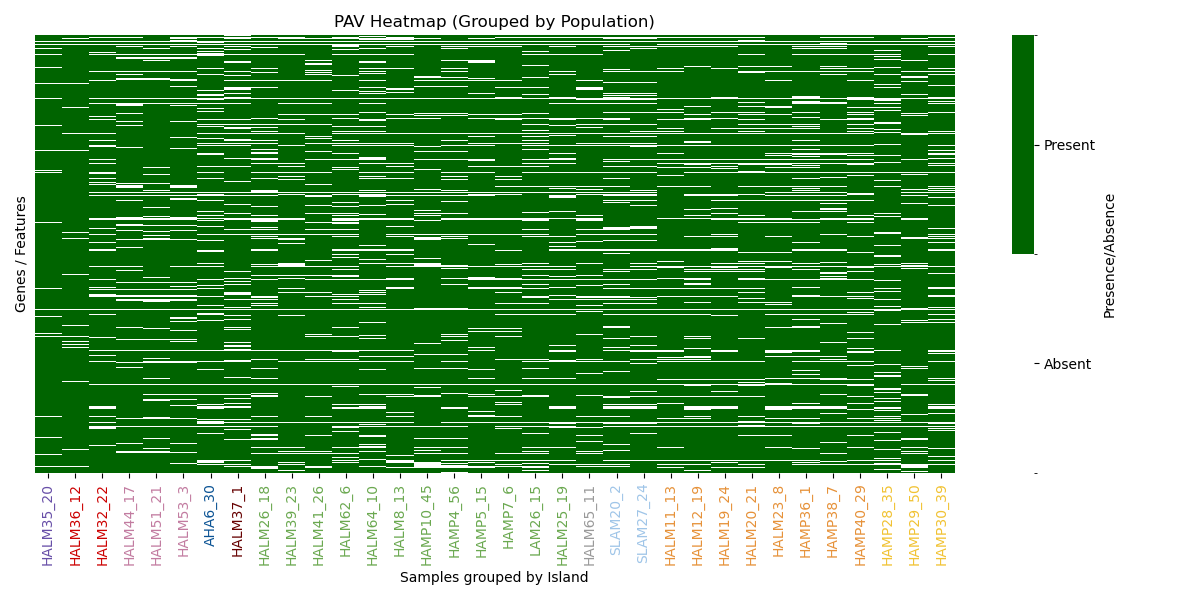 PAV Heatmap (Grouped by Population)
Genes / Features
Present
Absent
Presence/Absence
HALM35_20
HALM36_12
HALM32_22
HALM44_17
HALM51_21
HALM53_3
AHA6_30
HALM37_1
HALM26_18
HALM39_23
HALM41_26
HALM62_6
HALM64_10
HALM8_13
HAMP10_45
HAMP4_56
HAMP5_15
HAMP7_6
LAM26_15
HALM25_19
HALM65_11
SLAM20_2
SLAM27_24
HALM11_13
HALM12_19
HALM19_24
HALM20_21
HALM23_8
HAMP36_1
HAMP38_7
HAMP40_29
HAMP28_35
HAMP29_50
HAMP30_39
Samples grouped by Island